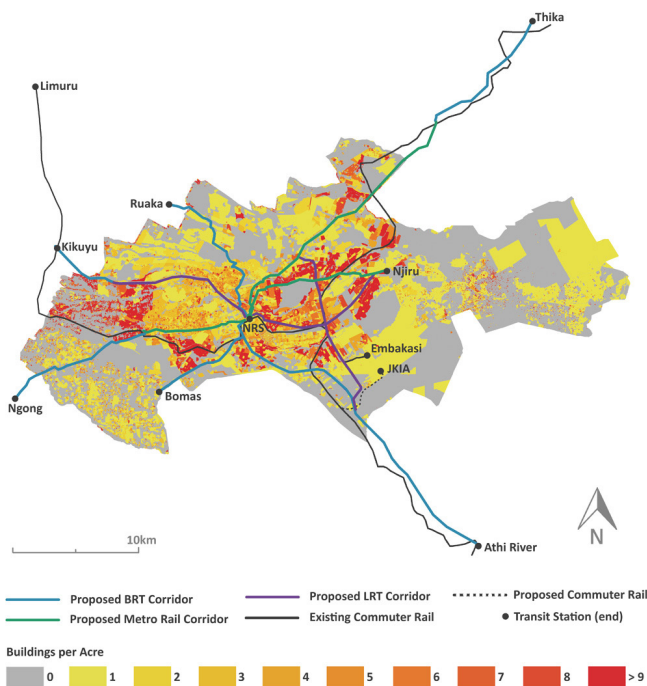 Thika
Limuru
Ruaka
Kikuyu
Njiru
NRS
Embakasi
JKIA
Bomas
Ngong
N
10km
Athi River
Proposed BRT Corridor
Proposed LRT Corridor
Proposed Commuter Rail
Proposed Metro Rail Corridor
Existing Commuter Rail
Transit Station (end)
Buildings per Acre
0 1 2 3 4 5 6 7 8 > 9